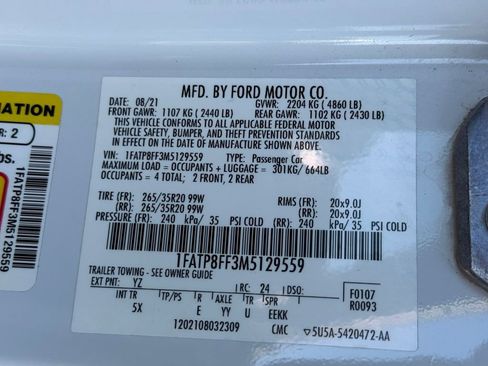 MFD. BY FORD MOTOR CO.
DATE: 08/21 GVWR: 2204 KG ( 4860 LB)
FRONT GAWR: 1107 KG ( 2440 LB) REAR GAWR: 1102 KG ( 2430 LB)
THIS VEHICLE CONFORMS TO ALL APPLICABLE FEDERAL MOTOR
VEHICLE SAFETY, BUMPER, AND THEFT PREVENTION STANDARDS
IN EFFECT ON THE DATE OF MANUFACTURE SHOWN ABOVE.
VIN: 1FATP8FF3M5129559 TYPE: Passenger Car
MAXIMUM LOAD = OCCUPANTS + LUGGAGE = 301KG/ 664LB
OCCUPANTS = 4 TOTAL; 2 FRONT, 2 REAR
TIRE (FR): 265/35R20 99W RIMS (FR): 20x9.0J
(RR): 265/35R20 99W (RR): 20x9.0J
PRESSURE (FR): 240 kPa/ 35 PSI COLD (RR) 240 kPa/ 35 PSI COLD
1FATP8FF3M5129559
TRAILER TOWING - SEE OWNER GUIDE
EXT PNT: YZ RC: 24 DSO: F0107
INT TR TP/PS R AXLE TR SPR R0093
5X E YY U EEKK
1202108032309 CMC 5U5A-5420472-AA
MATION
R: 2
bs.
1FATP8FF3M5129559